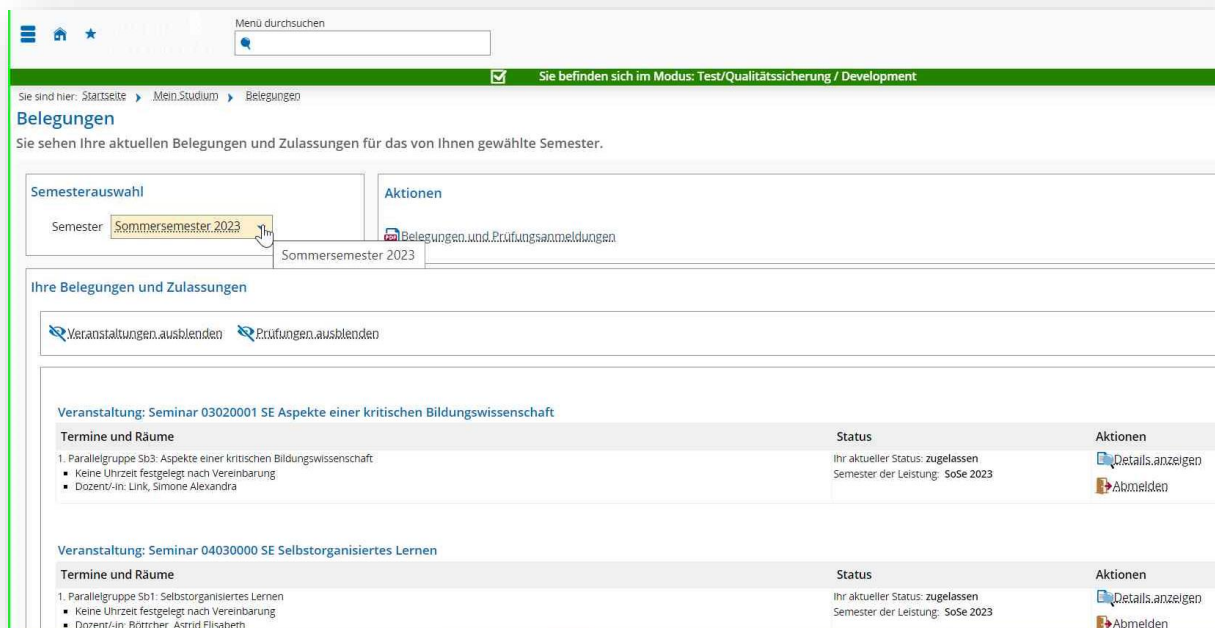 Menü durchsuchen
Sie befinden sich im Modus: Test/Qualitätssicherung / Development
Sie sind hier: Startseite Mein Studium Belegungen
Belegungen
Sie sehen Ihre aktuellen Belegungen und Zulassungen für das von Ihnen gewählte Semester.
Semesterauswahl
Semester Sommersemester 2023
Sommersemester 2023
Aktionen
PDF Belegungen und Prüfungsanmeldungen
Ihre Belegungen und Zulassungen
Veranstaltungen ausblenden Prüfungen ausblenden
Veranstaltung: Seminar 03020001 SE Aspekte einer kritischen Bildungswissenschaft
Termine und Räume Status Aktionen
1. Parallelgruppe Sb3: Aspekte einer kritischen Bildungswissenschaft Ihr aktueller Status: zugelassen Details anzeigen
Keine Uhrzeit festgelegt nach Vereinbarung Semester der Leistung: SoSe 2023
Dozent/-in: Link, Simone Alexandra Abmelden
Veranstaltung: Seminar 04030000 SE Selbstorganisiertes Lernen
Termine und Räume Status Aktionen
1. Parallelgruppe Sb1: Selbstorganisiertes Lernen Ihr aktueller Status: zugelassen Details anzeigen
Keine Uhrzeit festgelegt nach Vereinbarung Semester der Leistung: SoSe 2023
Dozent/-in: Böttcher, Astrid Elisabeth Abmelden